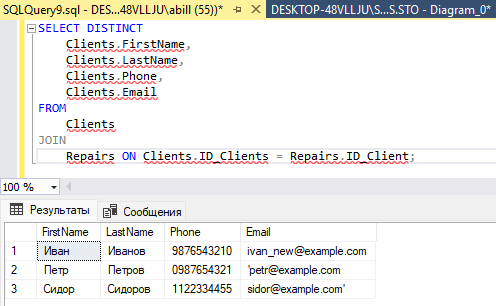 SQLQuery9.sql - DES...48VLLJU\abill (55))*
DESKTOP-48VLLJU\S...S.STO - Diagram_0*
SELECT DISTINCT
Clients.FirstName,
Clients.LastName,
Clients.Phone,
Clients.Email
FROM
Clients
JOIN
Repairs ON Clients.ID_Clients = Repairs.ID_Client;
100 %
Результаты Сообщения
FirstName LastName Phone Email
1 Иван Иванов 9876543210 ivan_new@example.com
2 Петр Петров 0987654321 'petr@example.com
3 Сидор Сидоров 1122334455 sidor@example.com'